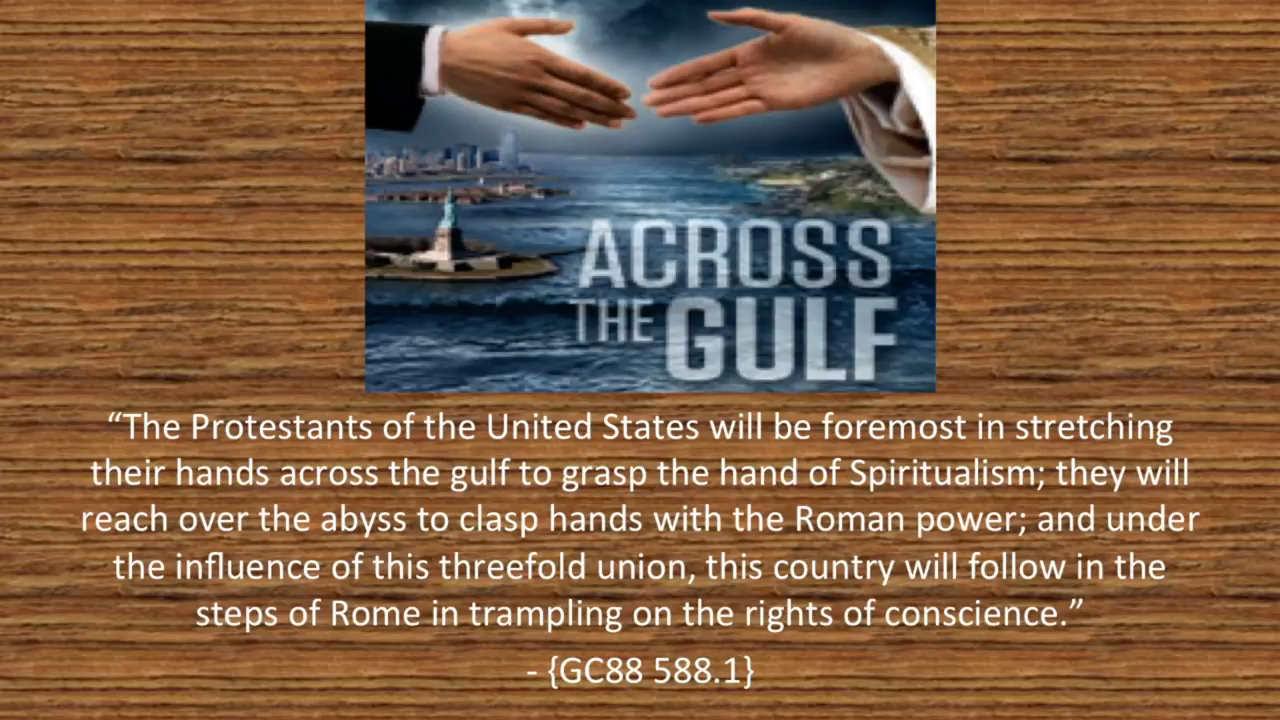 ACROSS
THE GULF
“The Protestants of the United States will be foremost in stretching
their hands across the gulf to grasp the hand of Spiritualism; they will
reach over the abyss to clasp hands with the Roman power; and under
the influence of this threefold union, this country will follow in the
steps of Rome in trampling on the rights of conscience.”
- {GC88 588.1}